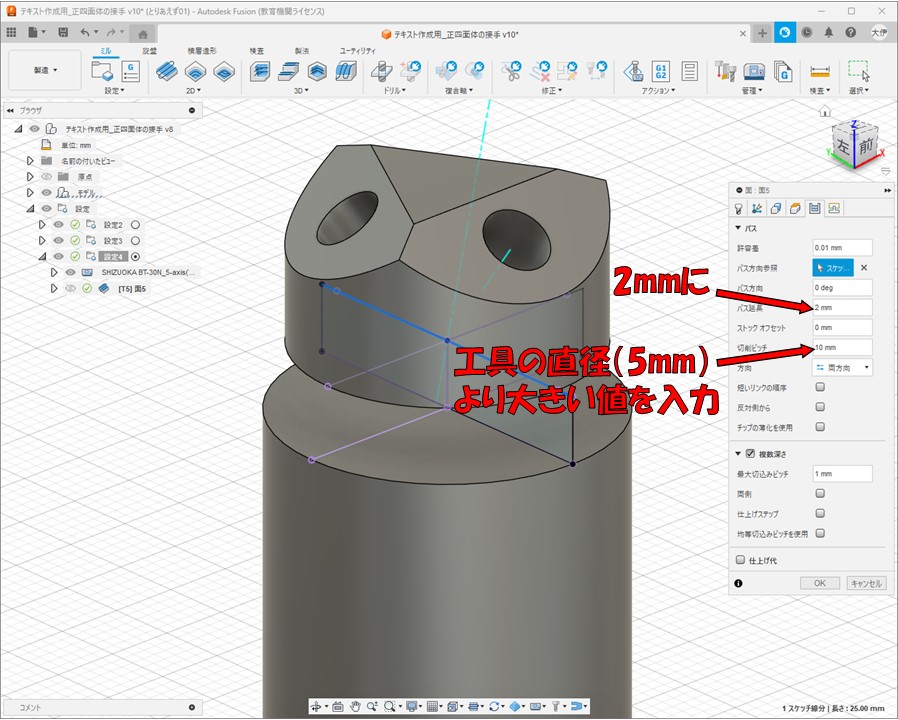 テキスト作成用_正四面体の接手 v10* (とりあえず01) - Autodesk Fusion (教育機関ライセンス)
テキスト作成用_正四面体の接手 v10*
大伊
ミル 旋盤 積層造形 検査 製法 ユーティリティ
製造
設定 2D 3D ドリル 複合軸 修正 アクション 管理 検査 選択
ブラウザ
テキスト作成用_正四面体の接手 v8
単位: mm
名前の付いたビュー
原点
モデル
設定
設定2
設定3
設定4
SHIZUOKA BT-30N_5-axis(...
[T5] 面5
Z
左 前
Y X
面 : 面5
パス
許容差 0.01 mm
パス方向参照 スケッ...
パス方向 0 deg
パス延長 2 mm
ストック オフセット 0 mm
切削ピッチ 10 mm
方向 両方向
短いリンクの順序
反対側から
チップの薄化を使用
複数深さ
最大切込みピッチ 1 mm
両側
仕上げステップ
均等切込みピッチを使用
仕上げ代
OK キャンセル
2mmに
工具の直径(5mm)
より大きい値を入力
コメント
1 スケッチ線分 | 長さ : 25.00 mm